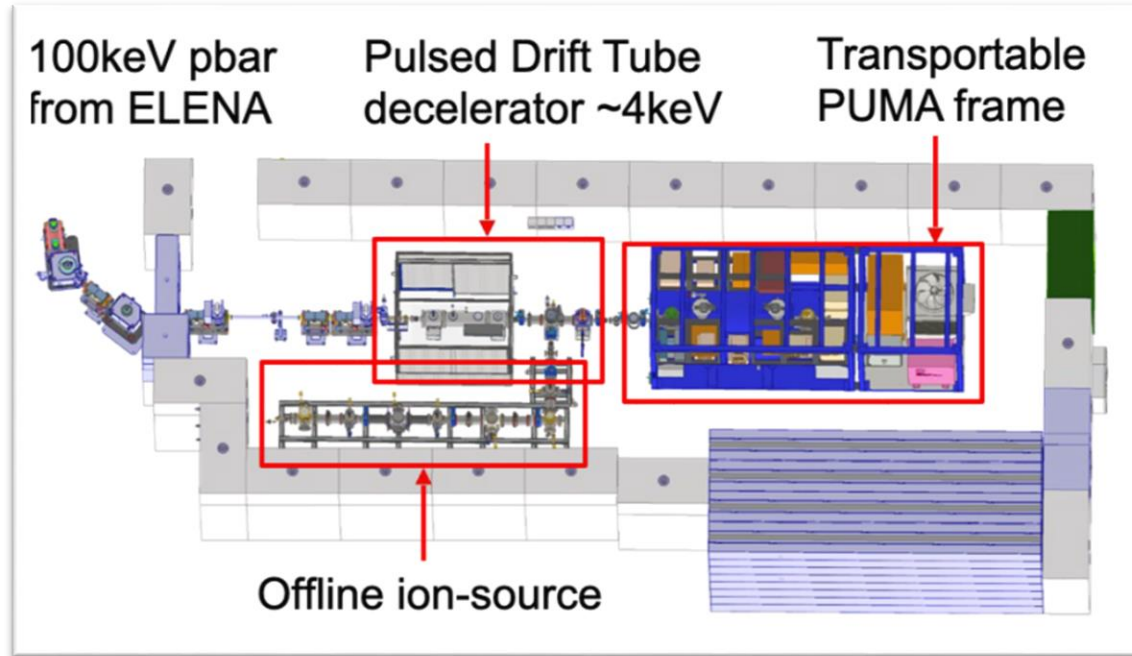 100keV pbar
from ELENA
Pulsed Drift Tube
decelerator ~4keV
Transportable
PUMA frame
Offline ion-source